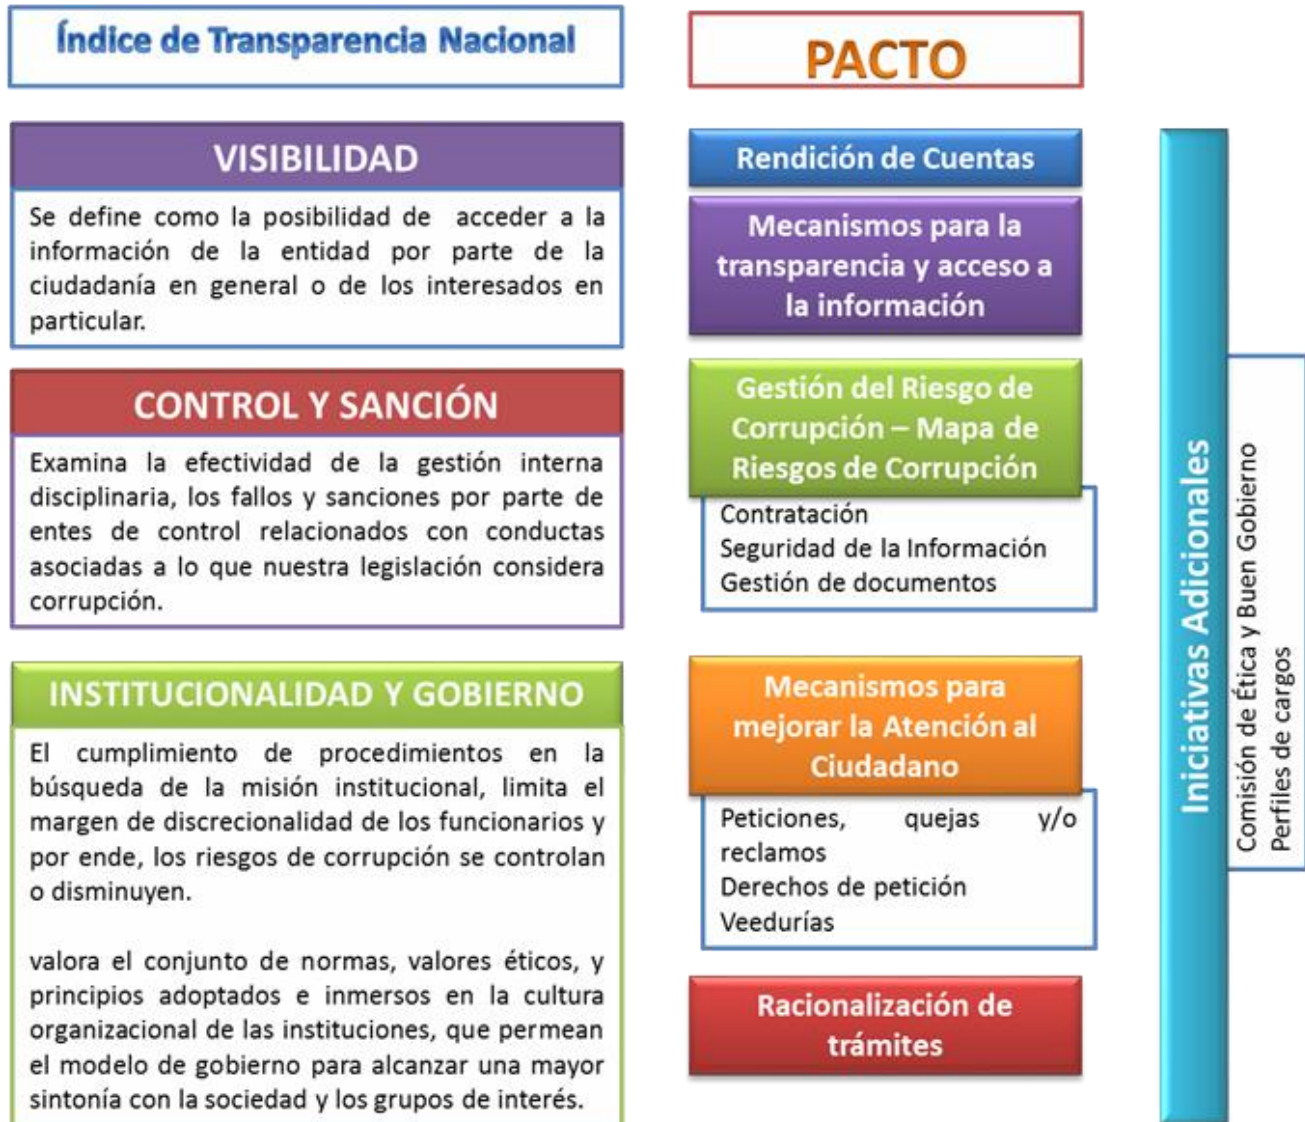 Índice de Transparencia Nacional
VISIBILIDAD
Se define como la posibilidad de acceder a la
información de la entidad por parte de la
ciudadanía en general o de los interesados en
particular.
CONTROL Y SANCIÓN
Examina la efectividad de la gestión interna
disciplinaria, los fallos y sanciones por parte de
entes de control relacionados con conductas
asociadas a lo que nuestra legislación considera
corrupción.
INSTITUCIONALIDAD Y GOBIERNO
El cumplimiento de procedimientos en la
búsqueda de la misión institucional, limita el
margen de discrecionalidad de los funcionarios y
por ende, los riesgos de corrupción se controlan
o disminuyen.
valora el conjunto de normas, valores éticos, y
principios adoptados e inmersos en la cultura
organizacional de las instituciones, que permean
el modelo de gobierno para alcanzar una mayor
sintonía con la sociedad y los grupos de interés.
PACTO
Rendición de Cuentas
Mecanismos para la
transparencia y acceso a
la información
Gestión del Riesgo de
Corrupción – Mapa de
Riesgos de Corrupción
Contratación
Seguridad de la Información
Gestión de documentos
Mecanismos para
mejorar la Atención al
Ciudadano
Peticiones, quejas y/o
reclamos
Derechos de petición
Veedurías
Racionalización de
trámites
Iniciativas Adicionales
Comisión de Ética y Buen Gobierno
Perfiles de cargos